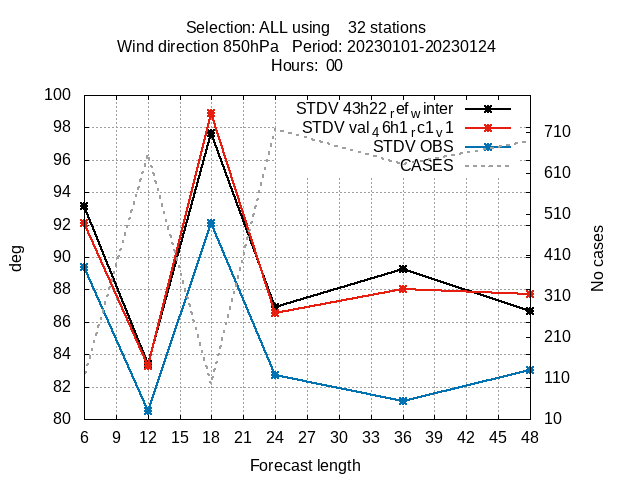 Selection: ALL using    32 stations
Wind direction 850hPa   Period: 20230101-20230124
Hours:  00
STDV 43h22refwinter
STDV val46h1rc1v1
STDV OBS
CASES
100
98
96
94
92
90
88
86
84
82
80
deg
710
610
510
410
310
210
110
10
No cases
6 9 12 15 18 21 24 27 30 33 36 39 42 45 48
Forecast length